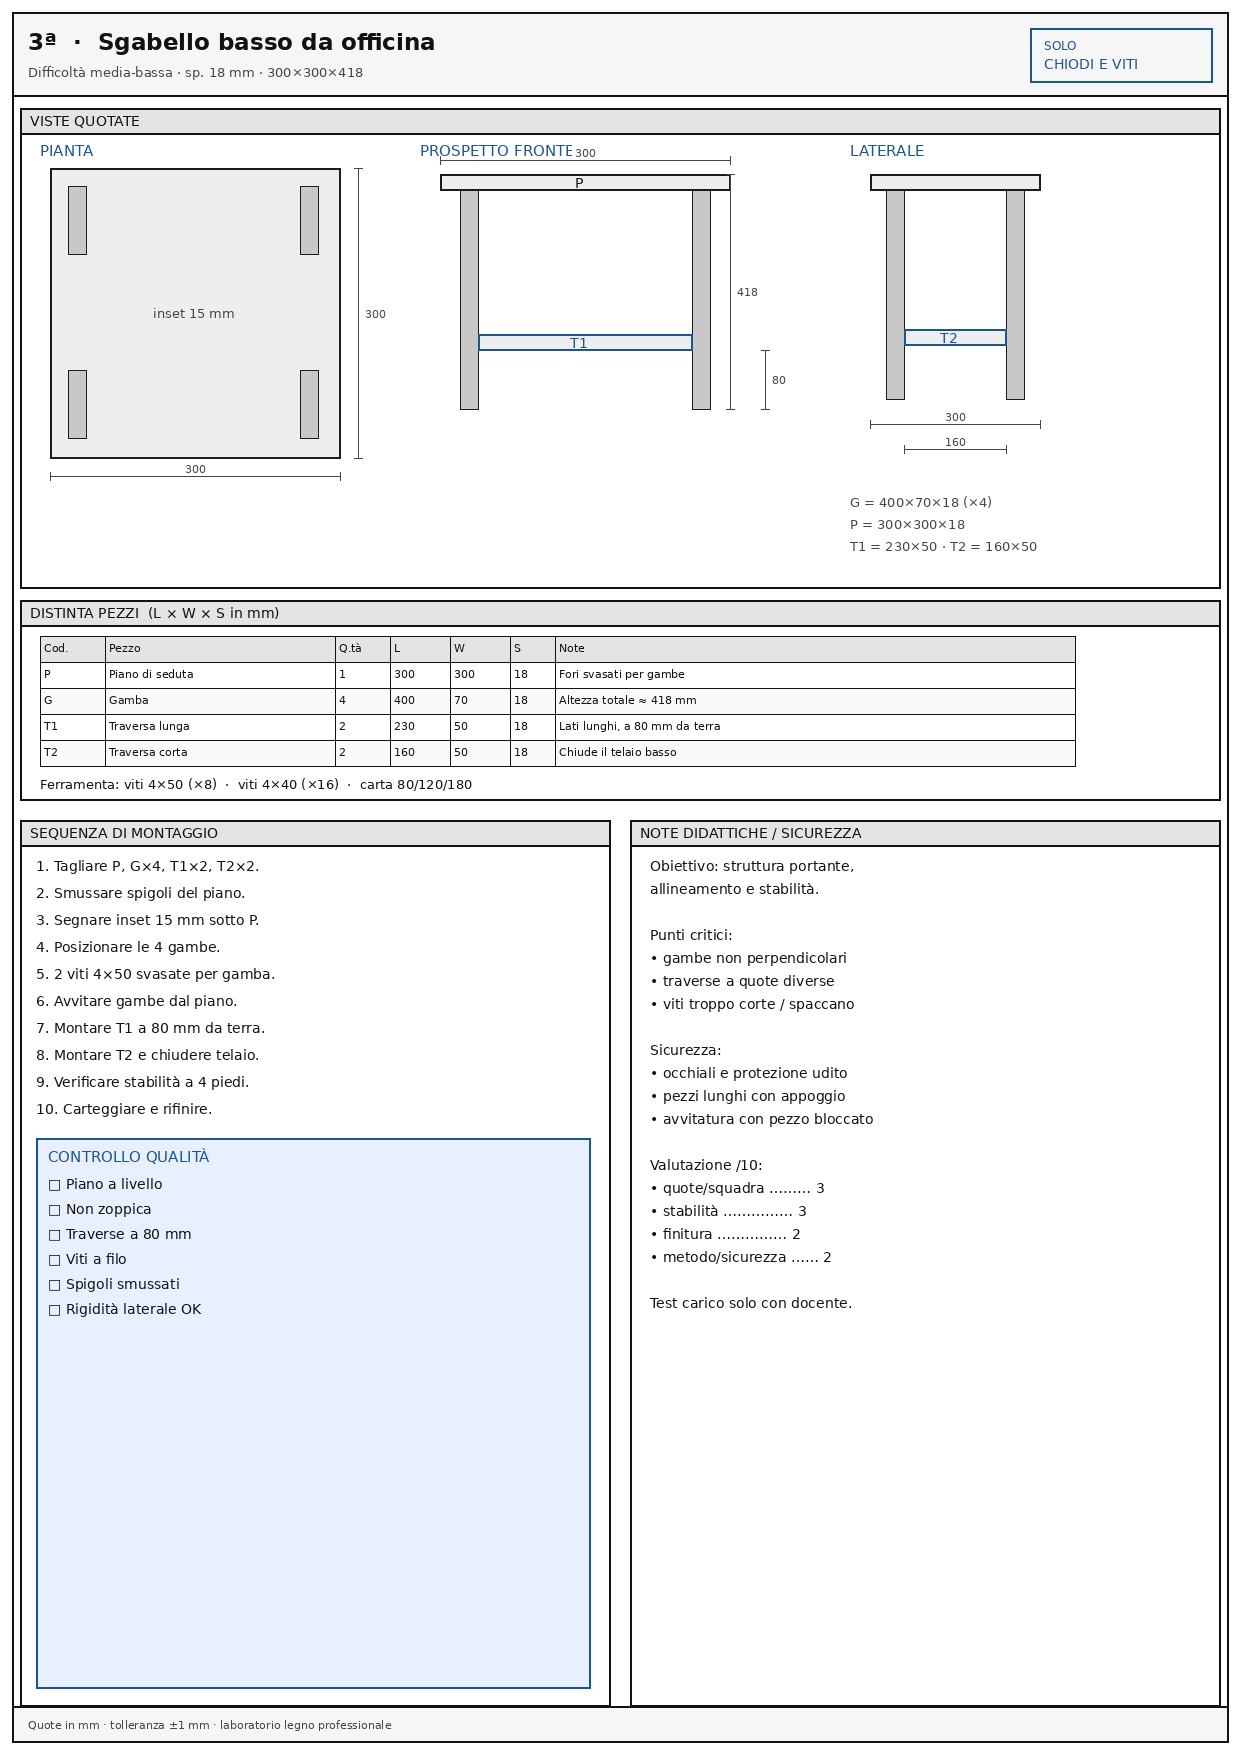 3ª · Sgabello basso da officina
Difficoltà media-bassa · sp. 18 mm · 300×300×418
SOLO
CHIODI E VITI
VISTE QUOTATE
PIANTA
inset 15 mm
300
300
PROSPETTO FRONTE
300
P
T1
418
80
LATERALE
T2
300
160
G = 400×70×18 (×4)
P = 300×300×18
T1 = 230×50 · T2 = 160×50
DISTINTA PEZZI (L × W × S in mm)
Cod. Pezzo Q.tà L W S Note
P Piano di seduta 1 300 300 18 Fori svasati per gambe
G Gamba 4 400 70 18 Altezza totale ≈ 418 mm
T1 Traversa lunga 2 230 50 18 Lati lunghi, a 80 mm da terra
T2 Traversa corta 2 160 50 18 Chiude il telaio basso
Ferramenta: viti 4×50 (×8) · viti 4×40 (×16) · carta 80/120/180
SEQUENZA DI MONTAGGIO
1. Tagliare P, G×4, T1×2, T2×2.
2. Smussare spigoli del piano.
3. Segnare inset 15 mm sotto P.
4. Posizionare le 4 gambe.
5. 2 viti 4×50 svasate per gamba.
6. Avvitare gambe dal piano.
7. Montare T1 a 80 mm da terra.
8. Montare T2 e chiudere telaio.
9. Verificare stabilità a 4 piedi.
10. Carteggiare e rifinire.
CONTROLLO QUALITÀ
□ Piano a livello
□ Non zoppica
□ Traverse a 80 mm
□ Viti a filo
□ Spigoli smussati
□ Rigidità laterale OK
NOTE DIDATTICHE / SICUREZZA
Obiettivo: struttura portante,
allineamento e stabilità.
Punti critici:
• gambe non perpendicolari
• traverse a quote diverse
• viti troppo corte / spaccano
Sicurezza:
• occhiali e protezione udito
• pezzi lunghi con appoggio
• avvitatura con pezzo bloccato
Valutazione /10:
• quote/squadra ......... 3
• stabilità ............... 3
• finitura ............... 2
• metodo/sicurezza ...... 2
Test carico solo con docente.
Quote in mm · tolleranza ±1 mm · laboratorio legno professionale